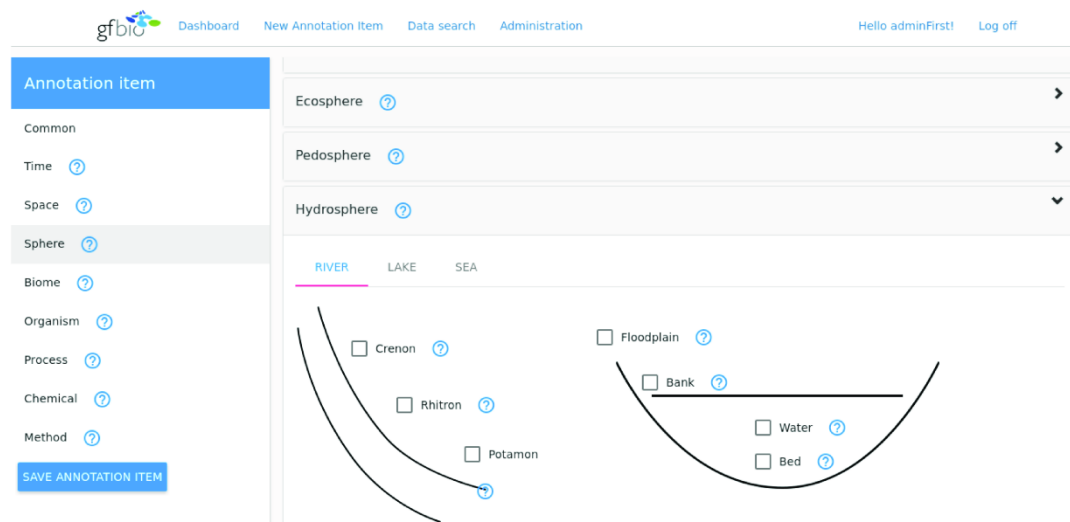 gfbio Dashboard New Annotation Item Data search Administration Hello adminFirst! Log off
Annotation item
Common
Time ?
Space ?
Sphere ?
Biome ?
Organism ?
Process ?
Chemical ?
Method ?
SAVE ANNOTATION ITEM
Ecosphere ?
Pedosphere ?
Hydrosphere ?
RIVER LAKE SEA
Crenon ?
Rhitron ?
Potamon
?
Floodplain ?
Bank ?
Water ?
Bed ?